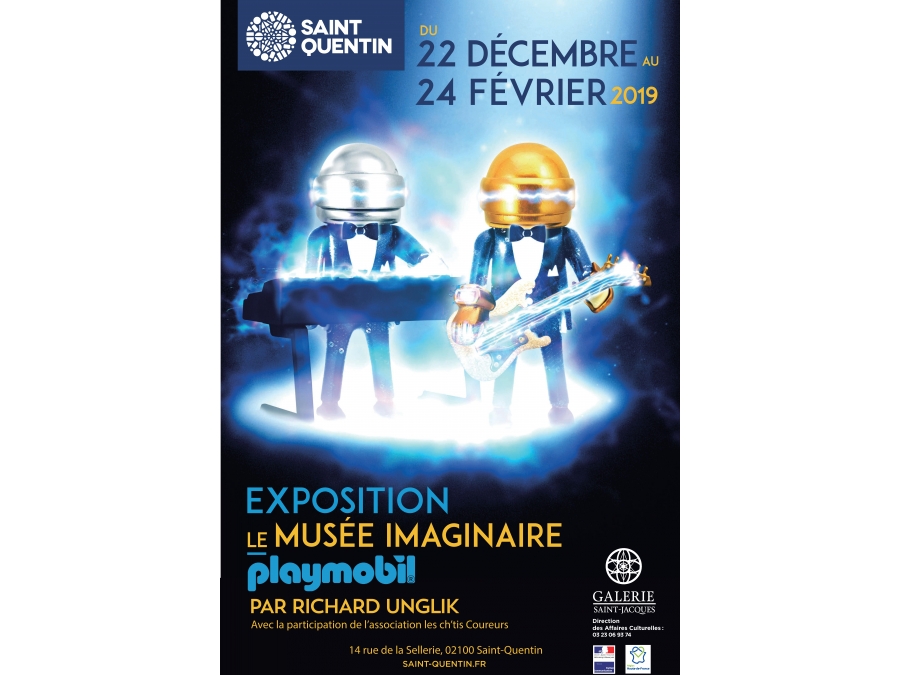 SAINT
QUENTIN
DU
22 DÉCEMBRE AU
24 FÉVRIER 2019
EXPOSITION
LE MUSÉE IMAGINAIRE
playmobil®
PAR RICHARD UNGLIK
Avec la participation de l'association les ch'tis Coureurs
14 rue de la Sellerie, 02100 Saint-Quentin
SAINT-QUENTIN.FR
GALERIE
SAINT-JACQUES
Direction
des Affaires Culturelles :
03 23 06 93 74